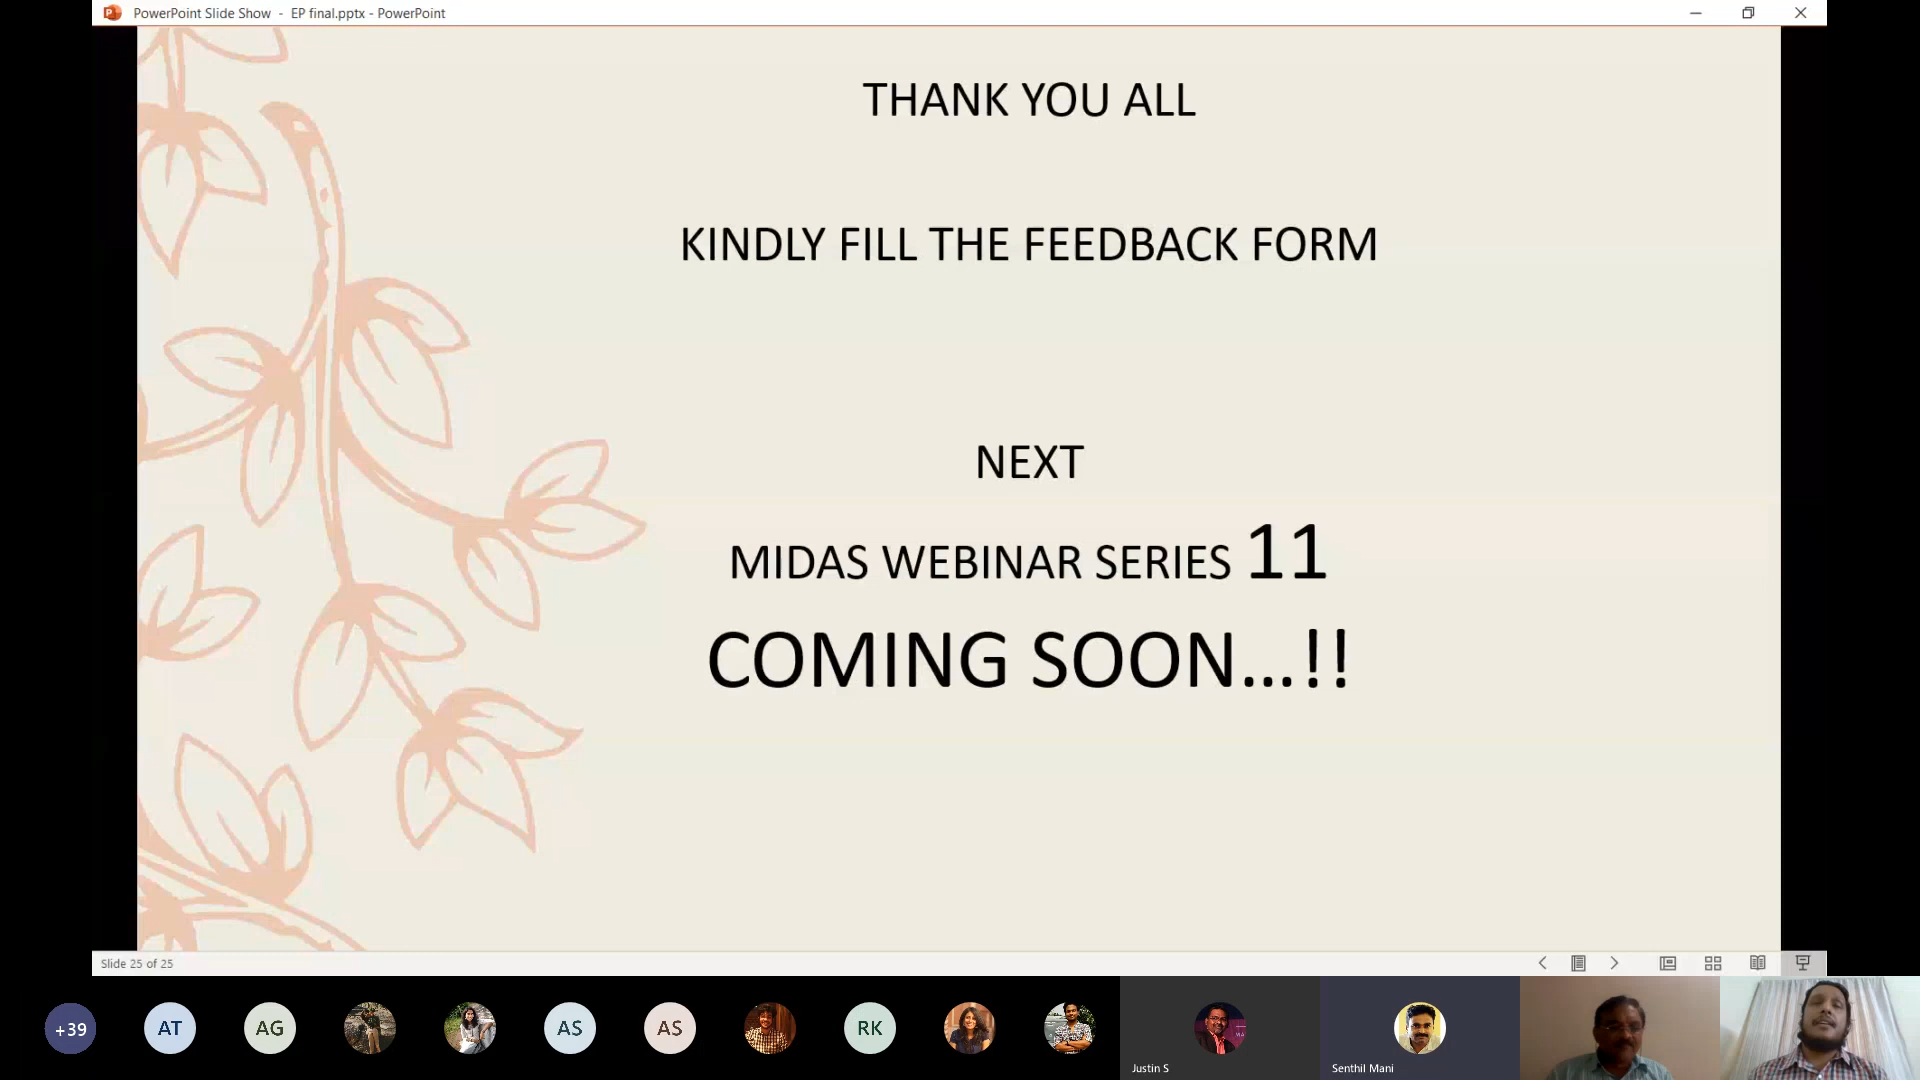 PowerPoint Slide Show - EP final.pptx - PowerPoint
THANK YOU ALL
KINDLY FILL THE FEEDBACK FORM
NEXT
MIDAS WEBINAR SERIES 11
COMING SOON...!!
Slide 25 of 25
+39
AT
AG
AS
AS
RK
Justin S
Senthil Mani